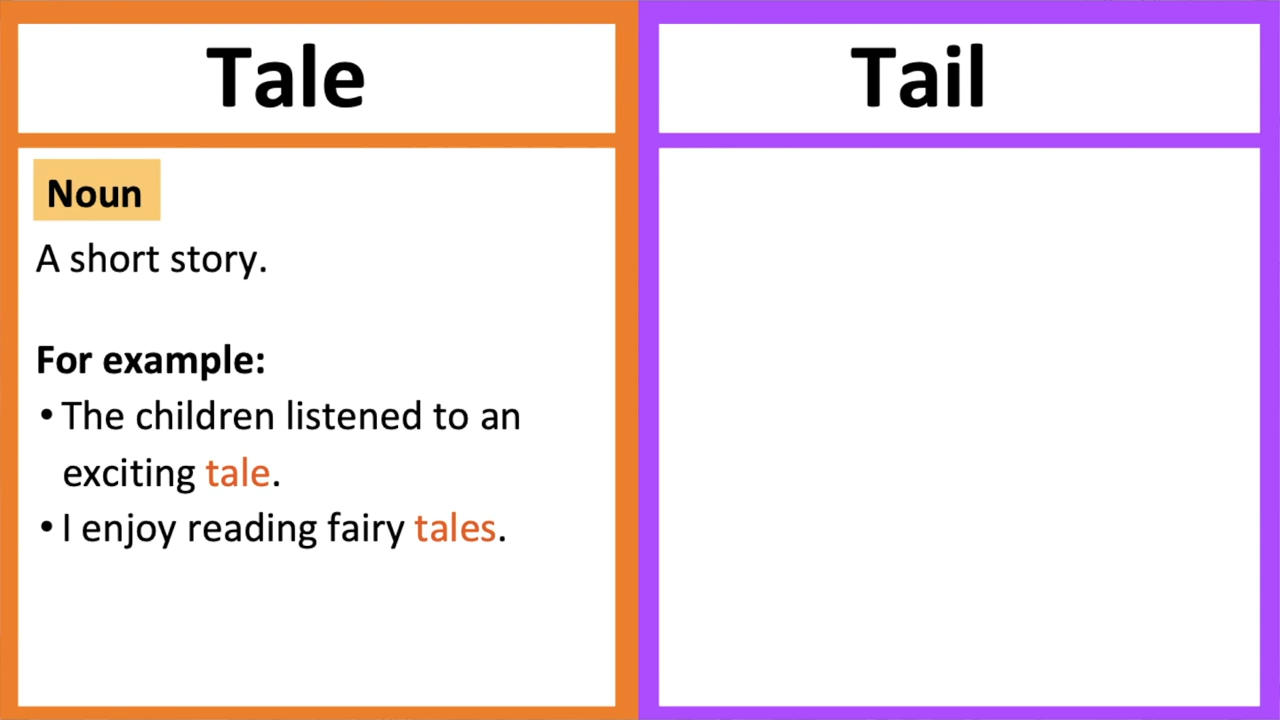 Tale
Noun
A short story.
For example:
• The children listened to an
exciting tale.
• I enjoy reading fairy tales.
Tail